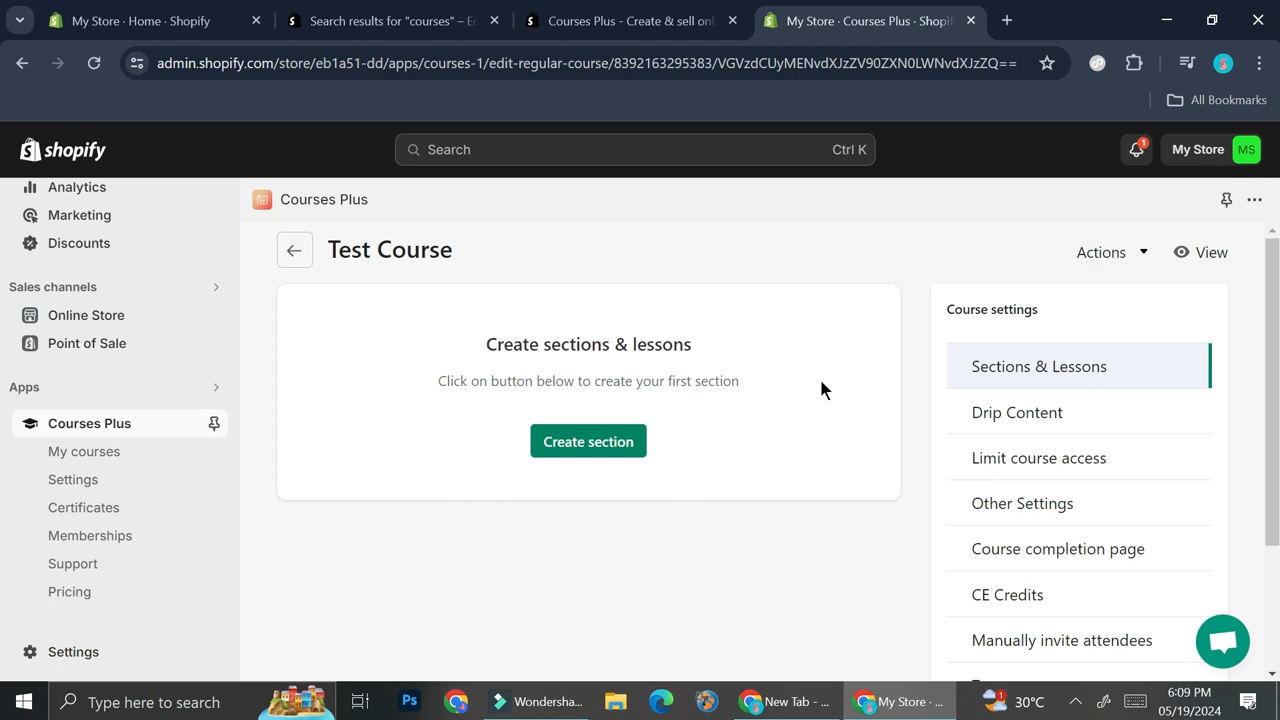 My Store · Home · Shopify
Search results for "courses" – Ec
Courses Plus - Create & sell onl
My Store · Courses Plus · Shopif
admin.shopify.com/store/eb1a51-dd/apps/courses-1/edit-regular-course/8392163295383/VGVzdCUyMENvdXJzZV90ZXN0LWNvdXJzZQ==
All Bookmarks
shopify
Search
Ctrl K
1
My Store
MS
Analytics
Marketing
Discounts
Sales channels
Online Store
Point of Sale
Apps
Courses Plus
My courses
Settings
Certificates
Memberships
Support
Pricing
Settings
Courses Plus
Test Course
Actions
View
Create sections & lessons
Click on button below to create your first section
Create section
Course settings
Sections & Lessons
Drip Content
Limit course access
Other Settings
Course completion page
CE Credits
Manually invite attendees
Type here to search
Ps
Wondersha...
New Tab - ...
My Store · ...
1
30°C
6:09 PM
05/19/2024